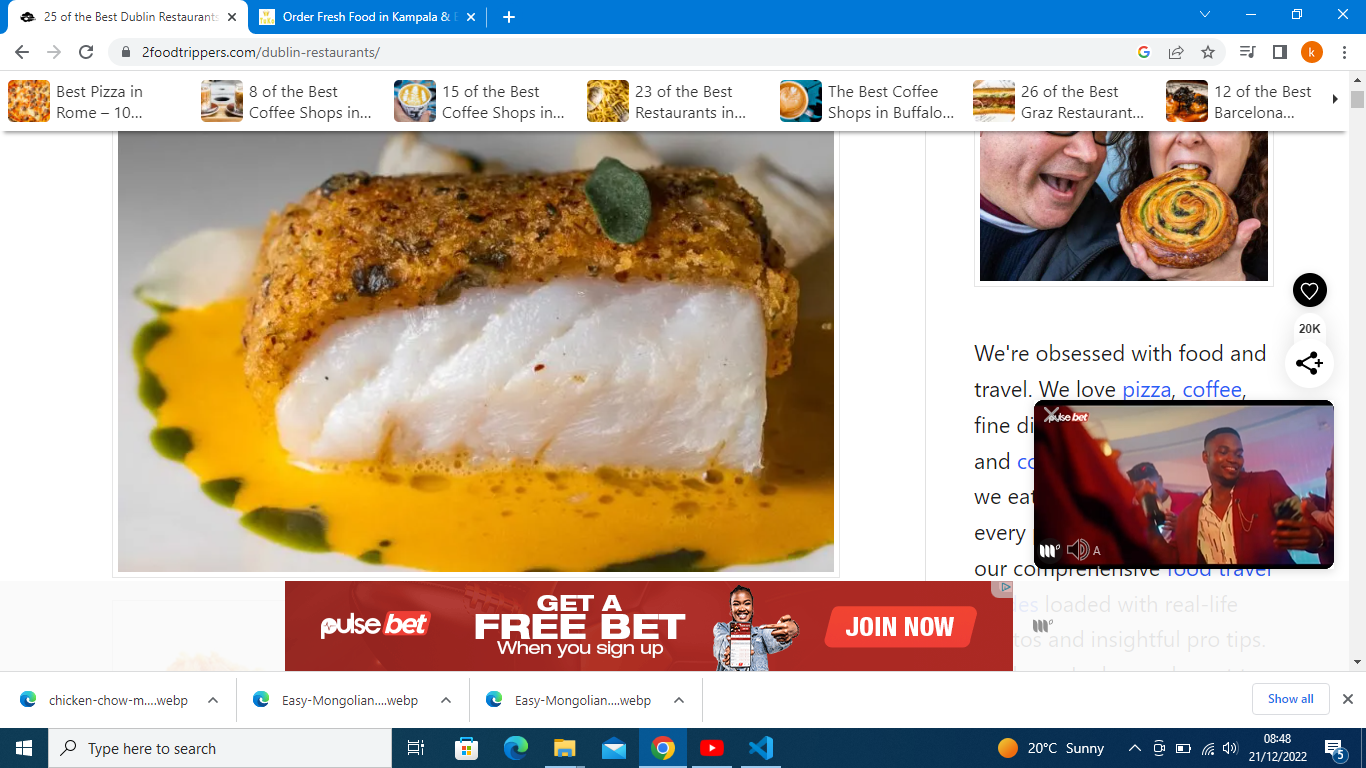 25 of the Best Dublin Restaurants
Order Fresh Food in Kampala &
2foodtrippers.com/dublin-restaurants/
k
Best Pizza in
Rome – 10...
8 of the Best
Coffee Shops in...
15 of the Best
Coffee Shops in...
23 of the Best
Restaurants in...
The Best Coffee
Shops in Buffalo...
26 of the Best
Graz Restaurant...
12 of the Best
Barcelona...
20K
We're obsessed with food and
travel. We love pizza, coffee,
fine di
and co
we eat
every
our comprehensive food travel
es loaded with real-life
tos and insightful pro tips.
pulse bet
A
pulse bet
GET A
FREE BET
When you sign up
JOIN NOW
chicken-chow-m....webp
Easy-Mongolian....webp
Easy-Mongolian....webp
Show all
Type here to search
20°C Sunny
08:48
21/12/2022
5